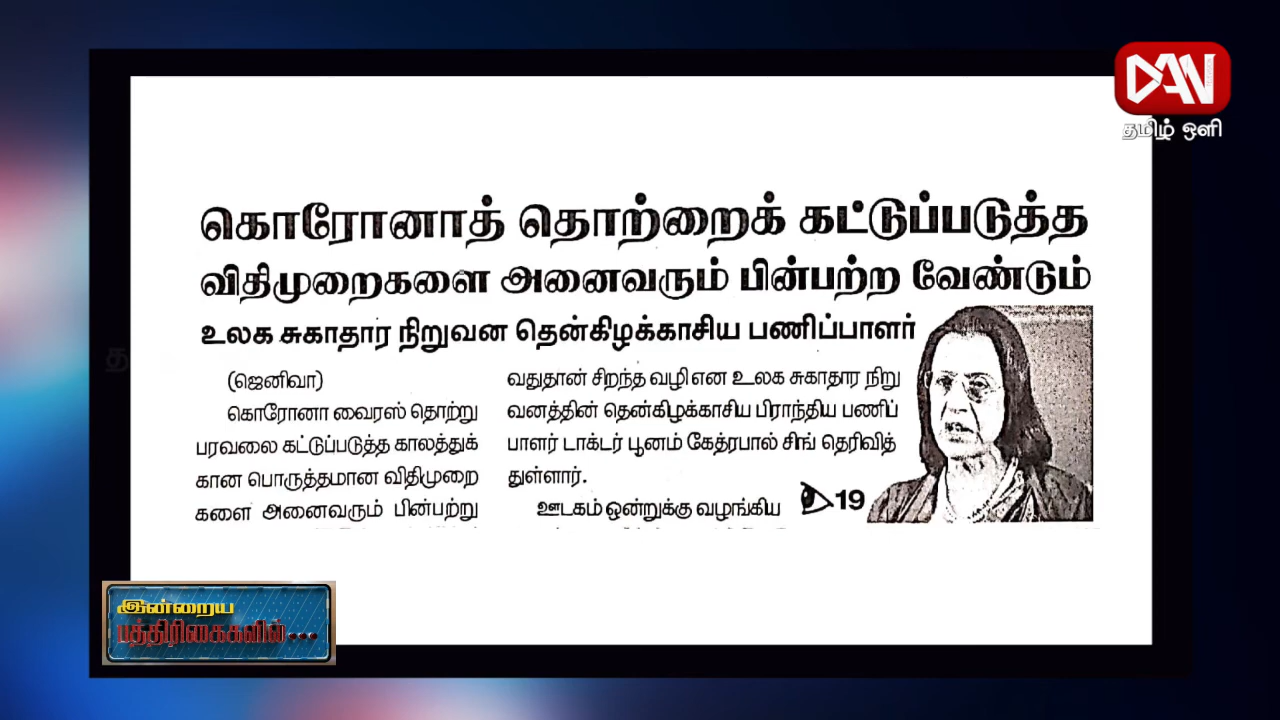 DAN
தமிழ் ஒளி
கொரோனாத் தொற்றைக் கட்டுப்படுத்த
விதிமுறைகளை அனைவரும் பின்பற்ற வேண்டும்
உலக சுகாதார நிறுவன தென்கிழக்காசிய பணிப்பாளர்
(ஜெனிவா)
கொரோனா வைரஸ் தொற்று
பரவலை கட்டுப்படுத்த காலத்துக்
கான பொருத்தமான விதிமுறை
களை அனைவரும் பின்பற்று
வதுதான் சிறந்த வழி என உலக சுகாதார நிறு
வனத்தின் தென்கிழக்காசிய பிராந்திய பணிப்
பாளர் டாக்டர் பூனம் கேத்ரபால் சிங் தெரிவித்
துள்ளார்.
ஊடகம் ஒன்றுக்கு வழங்கிய
19
இன்றைய
பத்திரிகைகளில்...